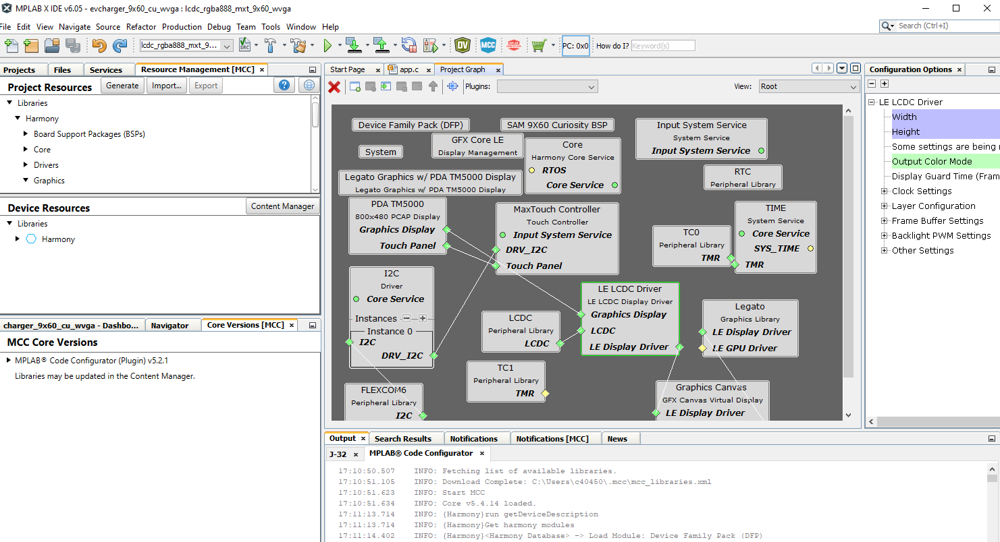 MPLAB X IDE v6.05 - evcharger_9x60_cu_wvga : lcdc_rgba888_mxt_9x60_wvga
File Edit View Navigate Source Refactor Production Debug Team Tools Window Help
Search (Ctrl+I)
lcdc_rgba888_mxt_9...
SRC
DV
MCC
PC: 0x0
How do I?
Keyword(s)
Projects Files Services Resource Management [MCC] ×
Project Resources
Generate Import... Export
Libraries
Harmony
Board Support Packages (BSPs)
Core
Drivers
Graphics
Device Resources
Content Manager
Libraries
Harmony
charger_9x60_cu_wvga - Dashbo... Navigator Core Versions [MCC] ×
MCC Core Versions
MPLAB® Code Configurator (Plugin) v5.2.1
Libraries may be updated in the Content Manager.
Start Page × app.c × Project Graph ×
Plugins:
View: Root
Device Family Pack (DFP)
SAM 9X60 Curiosity BSP
Input System Service
System Service
Input System Service
System
GFX Core LE
Display Management
Core
Harmony Core Service
RTOS
Core Service
RTC
Peripheral Library
Legato Graphics w/ PDA TM5000 Display
Legato Graphics w/ PDA TM5000 Display
PDA TM5000
800x480 PCAP Display
Graphics Display
Touch Panel
MaxTouch Controller
Touch Controller
Input System Service
DRV_I2C
Touch Panel
TC0
Peripheral Library
TMR
TIME
System Service
Core Service
SYS_TIME
TMR
I2C
Driver
Core Service
Instances
Instance 0
I2C
DRV_I2C
LCDC
Peripheral Library
LCDC
LE LCDC Driver
LE LCDC Display Driver
Graphics Display
LCDC
LE Display Driver
Legato
Graphics Library
LE Display Driver
LE GPU Driver
TC1
Peripheral Library
TMR
FLEXCOM6
Peripheral Library
I2C
Graphics Canvas
GFX Canvas Virtual Display
LE Display Driver
Configuration Options ×
LE LCDC Driver
Width
Height
Some settings are being
Output Color Mode
Display Guard Time (Fram
Clock Settings
Layer Configuration
Frame Buffer Settings
Backlight PWM Settings
Other Settings
Output × Search Results Notifications Notifications [MCC] News
J-32 × MPLAB® Code Configurator ×
17:10:50.507 INFO: Fetching list of available libraries.
17:10:51.105 INFO: Download Complete: C:\Users\c40450\.mcc\mcc_libraries.xml
17:10:51.623 INFO: Start MCC
17:10:51.634 INFO: Core v5.4.14 loaded.
17:11:13.714 INFO: {Harmony}run getDeviceDescription
17:11:13.714 INFO: {Harmony}Get harmony modules
17:11:14.402 INFO: {Harmony}<Harmony Database> -> Load Module: Device Family Pack (DFP)